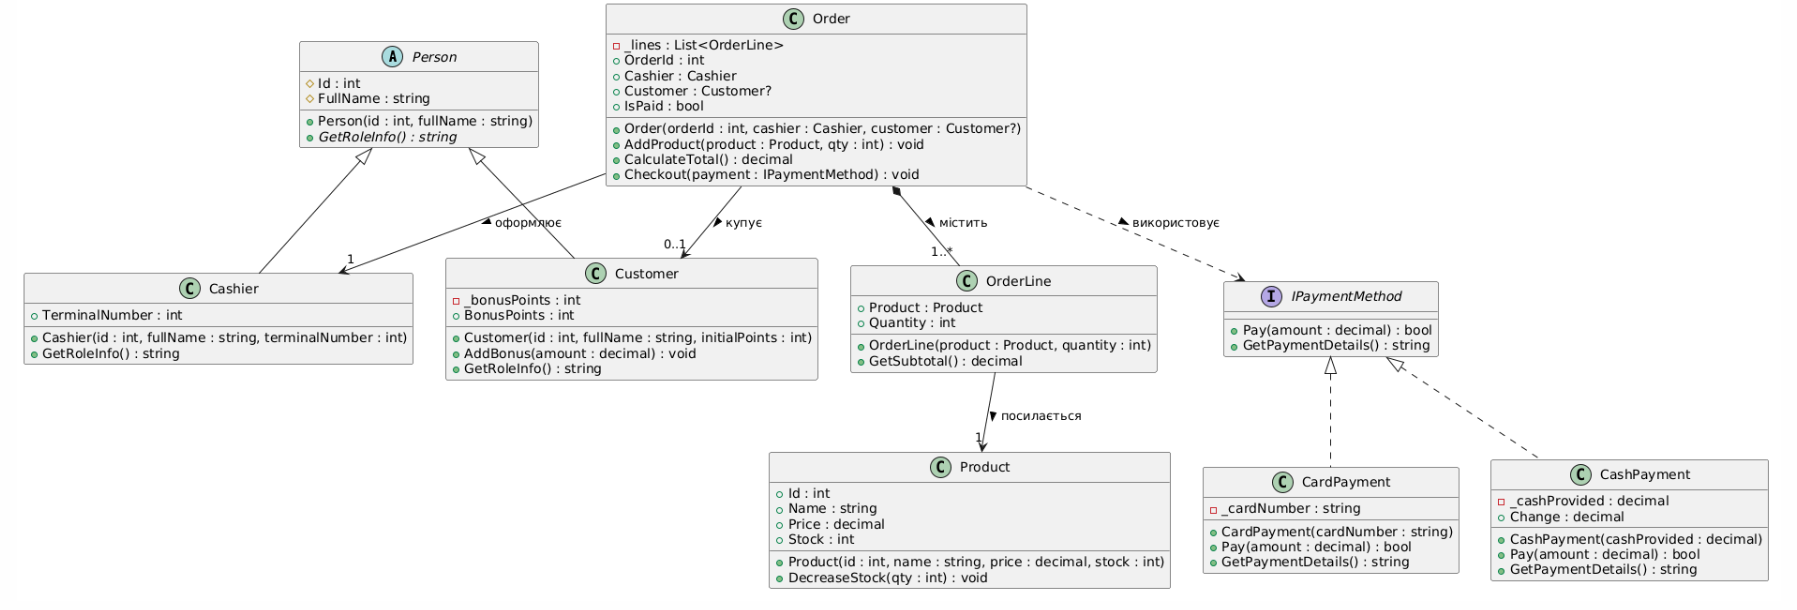 C Order
_lines : List<OrderLine>
OrderId : int
Cashier : Cashier
Customer : Customer?
IsPaid : bool
Order(orderId : int, cashier : Cashier, customer : Customer?)
AddProduct(product : Product, qty : int) : void
CalculateTotal() : decimal
Checkout(payment : IPaymentMethod) : void
A Person
Id : int
FullName : string
Person(id : int, fullName : string)
GetRoleInfo() : string
оформлює
1
купує
0..1
містить
1..*
використовує
C Cashier
TerminalNumber : int
Cashier(id : int, fullName : string, terminalNumber : int)
GetRoleInfo() : string
C Customer
_bonusPoints : int
BonusPoints : int
Customer(id : int, fullName : string, initialPoints : int)
AddBonus(amount : decimal) : void
GetRoleInfo() : string
C OrderLine
Product : Product
Quantity : int
OrderLine(product : Product, quantity : int)
GetSubtotal() : decimal
I IPaymentMethod
Pay(amount : decimal) : bool
GetPaymentDetails() : string
посилається
1
C Product
Id : int
Name : string
Price : decimal
Stock : int
Product(id : int, name : string, price : decimal, stock : int)
DecreaseStock(qty : int) : void
C CardPayment
_cardNumber : string
CardPayment(cardNumber : string)
Pay(amount : decimal) : bool
GetPaymentDetails() : string
C CashPayment
_cashProvided : decimal
Change : decimal
CashPayment(cashProvided : decimal)
Pay(amount : decimal) : bool
GetPaymentDetails() : string